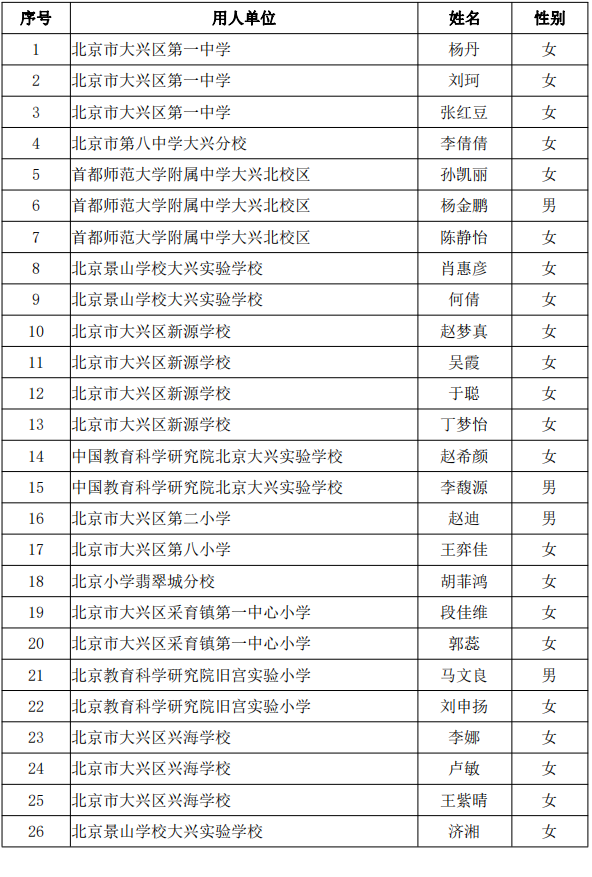 序号 用人单位 姓名 性别
1 北京市大兴区第一中学 杨丹 女
2 北京市大兴区第一中学 刘珂 女
3 北京市大兴区第一中学 张红豆 女
4 北京市第八中学大兴分校 李倩倩 女
5 首都师范大学附属中学大兴北校区 孙凯丽 女
6 首都师范大学附属中学大兴北校区 杨金鹏 男
7 首都师范大学附属中学大兴北校区 陈静怡 女
8 北京景山学校大兴实验学校 肖惠彦 女
9 北京景山学校大兴实验学校 何倩 女
10 北京市大兴区新源学校 赵梦真 女
11 北京市大兴区新源学校 吴霞 女
12 北京市大兴区新源学校 于聪 女
13 北京市大兴区新源学校 丁梦怡 女
14 中国教育科学研究院北京大兴实验学校 赵希颜 女
15 中国教育科学研究院北京大兴实验学校 李馥源 男
16 北京市大兴区第二小学 赵迪 男
17 北京市大兴区第八小学 王弈佳 女
18 北京小学翡翠城分校 胡菲鸿 女
19 北京市大兴区采育镇第一中心小学 段佳维 女
20 北京市大兴区采育镇第一中心小学 郭蕊 女
21 北京教育科学研究院旧宫实验小学 马文良 男
22 北京教育科学研究院旧宫实验小学 刘申扬 女
23 北京市大兴区兴海学校 李娜 女
24 北京市大兴区兴海学校 卢敏 女
25 北京市大兴区兴海学校 王紫晴 女
26 北京景山学校大兴实验学校 济湘 女